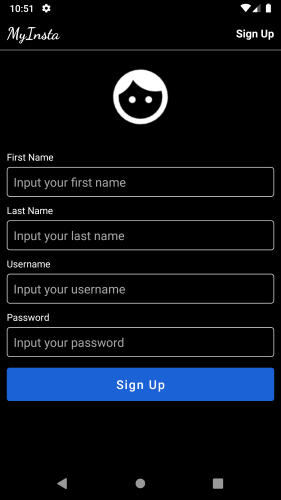 10:51
MyInsta
Sign Up
First Name
Input your first name
Last Name
Input your last name
Username
Input your username
Password
Input your password
Sign Up